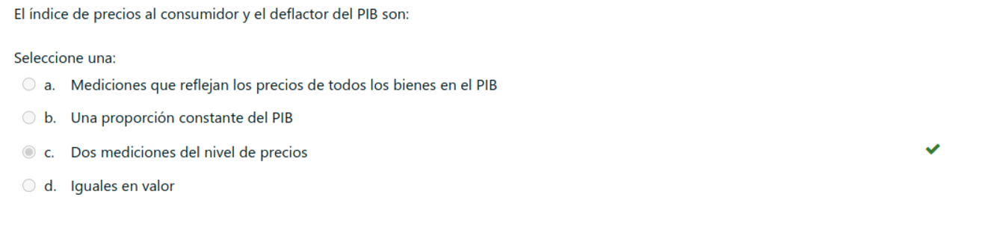 El índice de precios al consumidor y el deflactor del PIB son:
Seleccione una:
a. Mediciones que reflejan los precios de todos los bienes en el PIB
b. Una proporción constante del PIB
c. Dos mediciones del nivel de precios
d. Iguales en valor